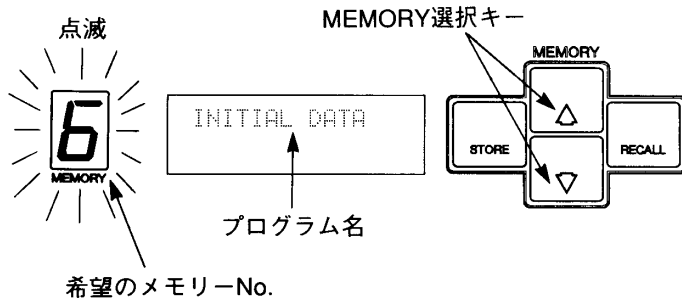 点滅
MEMORY選択キー
MEMORY
6
INITIAL DATA
STORE
RECALL
MEMORY
プログラム名
希望のメモリーNo.